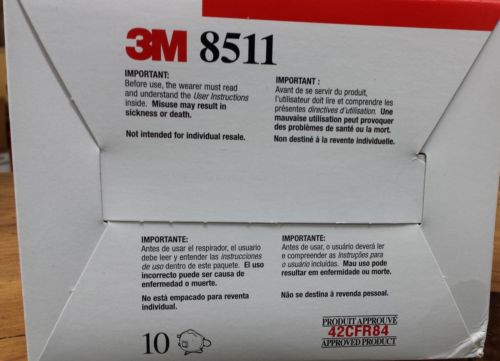 3M 8511
IMPORTANT:
Before use, the wearer must read
and understand the User Instructions
inside. Misuse may result in
sickness or death.
Not intended for individual resale.
IMPORTANT :
Avant de se servir du produit,
l'utilisateur doit lire et comprendre les
présentes directives d'utilisation. Une
mauvaise utilisation peut provoquer
des problèmes de santé ou la mort.
Non destiné à la revente individuelle.
IMPORTANTE:
Antes de usar el respirador, el usuario
debe leer y entender las instrucciones
de uso dentro de este paquete. El uso
incorrecto puede ser causa de
enfermedad o muerte.
No está empacado para reventa
individual.
IMPORTANTE:
Antes de usar, o usuário deverá ler
e compreender as Instruções para
o usuário incluídas. Mau uso pode
resultar em enfermidade ou morte.
Não se destina à revenda pessoal.
10
PRODUIT APPROUVE
42CFR84
APPROVED PRODUCT